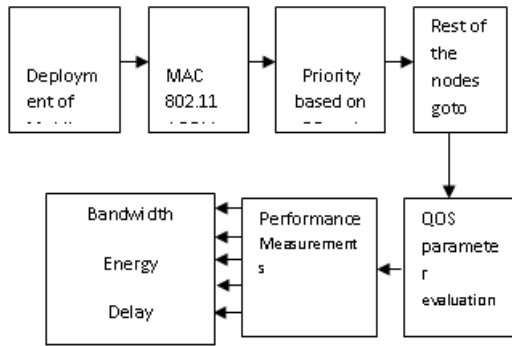 Deploym
ent of
MAC
802.11
Priority
based on
Rest of
the
nodes
goto
Bandwidth
Energy
Delay
Performance
Measurement
s
QOS
paramete
r
evaluation